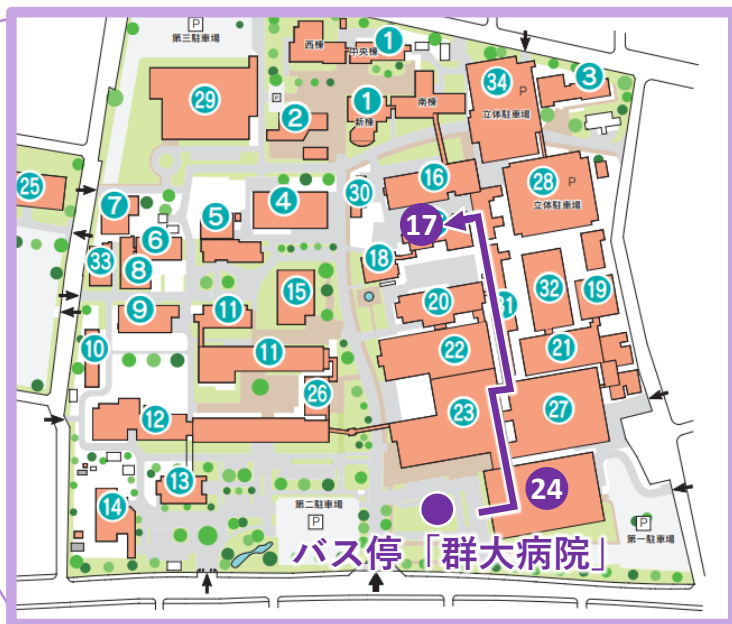 P
第三駐車場
西棟
中央棟
1
34
P
立体駐車場
3
29
P
2
1
新棟
南棟
25
7
5
4
30
16
28
P
立体駐車場
17
6
33
8
18
9
11
15
20
31
32
19
10
11
22
21
26
12
23
27
13
24
14
第二駐車場
P
P
第一駐車場
バス停「群大病院」